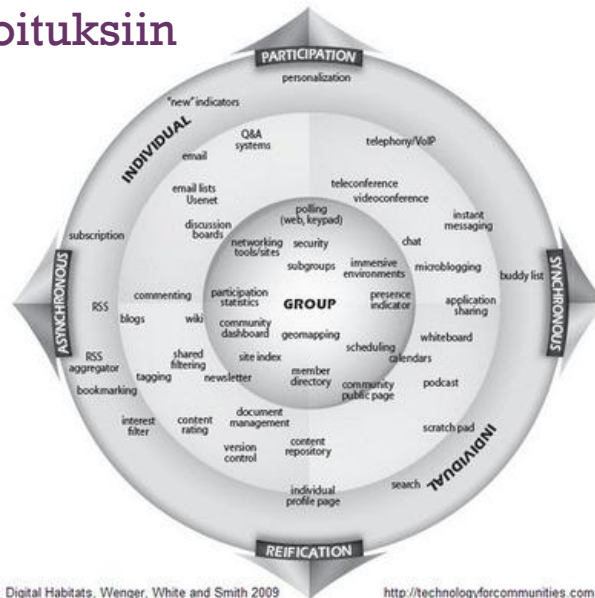 oituksiin
PARTICIPATION
personalization
"new" indicators
INDIVIDUAL
Q&A
systems
telephony/VoIP
email
teleconference
videoconference
email lists
Usenet
polling
(web, keypad)
instant
messaging
subscription
discussion
boards
networking
tools/sites
security
chat
subgroups
immersive
environments
microblogging
buddy list
ASYNCHRONOUS
SYNCHRONOUS
RSS
commenting
participation
statistics
GROUP
presence
indicator
application
sharing
blogs
wiki
community
dashboard
geomapping
whiteboard
RSS
aggregator
shared
filtering
site index
scheduling
calendars
bookmarking
tagging
newsletter
member
directory
community
public page
podcast
interest
filter
content
rating
document
management
scratch pad
version
control
content
repository
INDIVIDUAL
individual
profile page
search
REIFICATION
Digital Habitats, Wenger, White and Smith 2009
http://technologyforcommunities.com